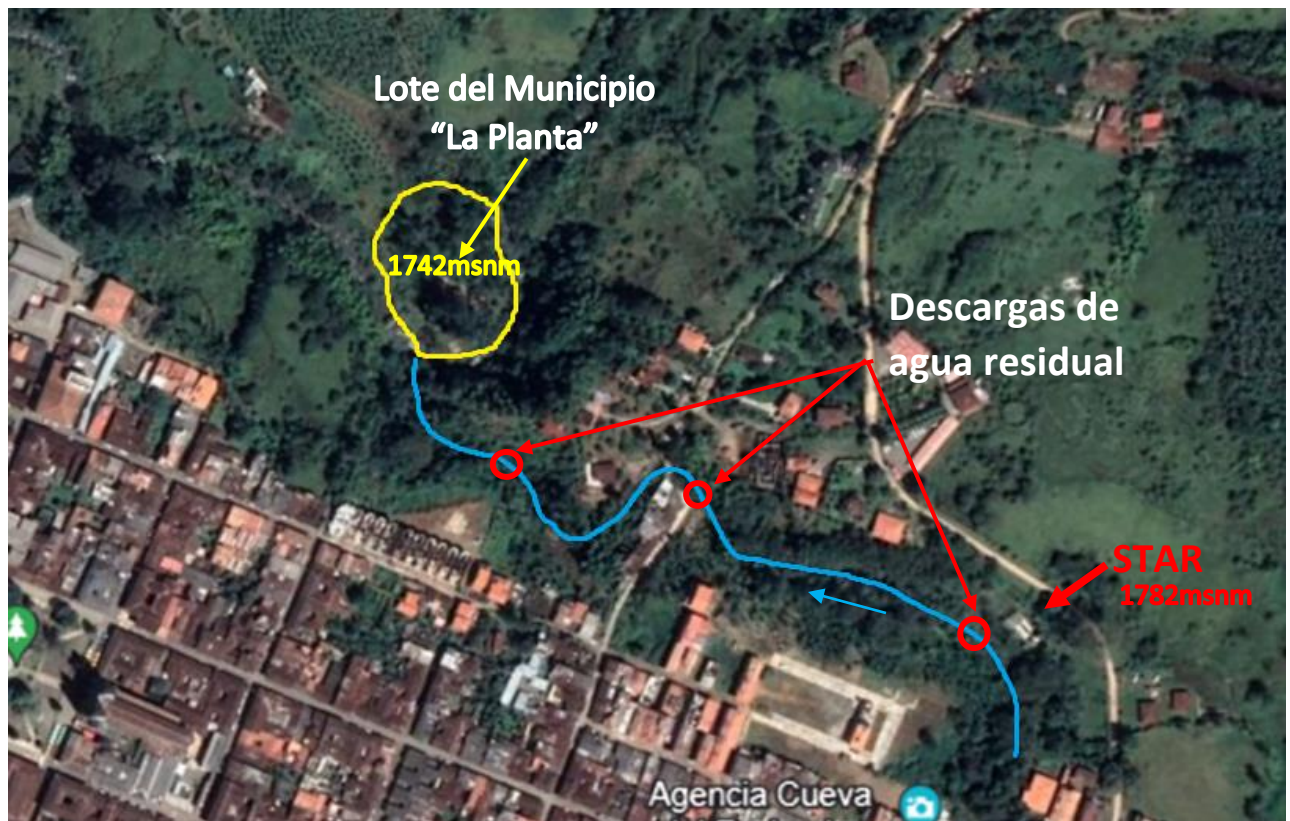 Lote del Municipio
“La Planta”
1742msnm
Descargas de
agua residual
STAR
1782msnm
Agencia Cueva